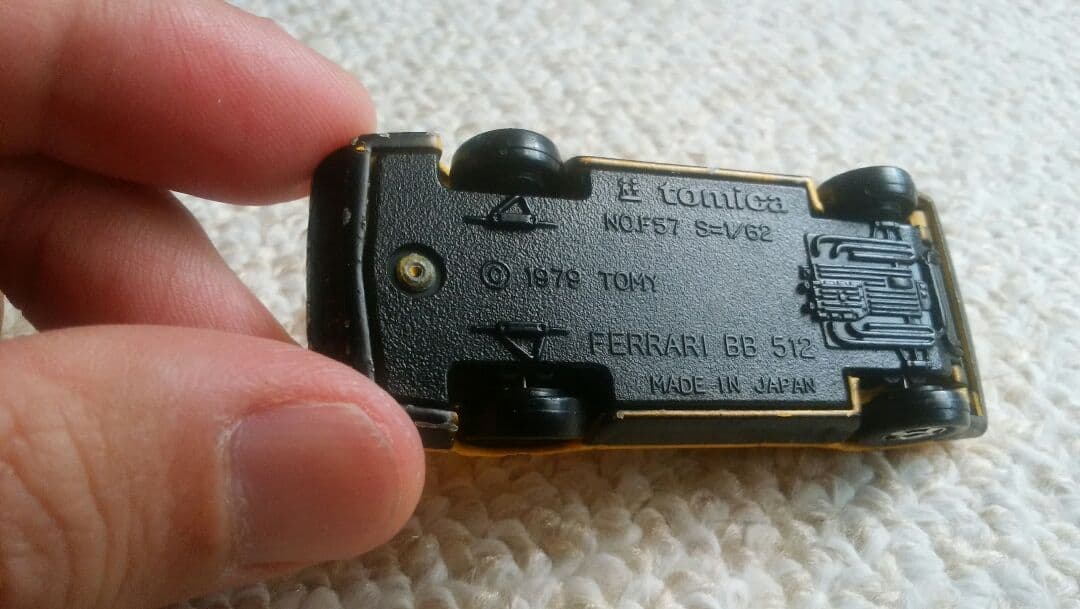 tomica
NO.F57 S=1/62
© 1979 TOMY
FERRARI BB 512
MADE IN JAPAN